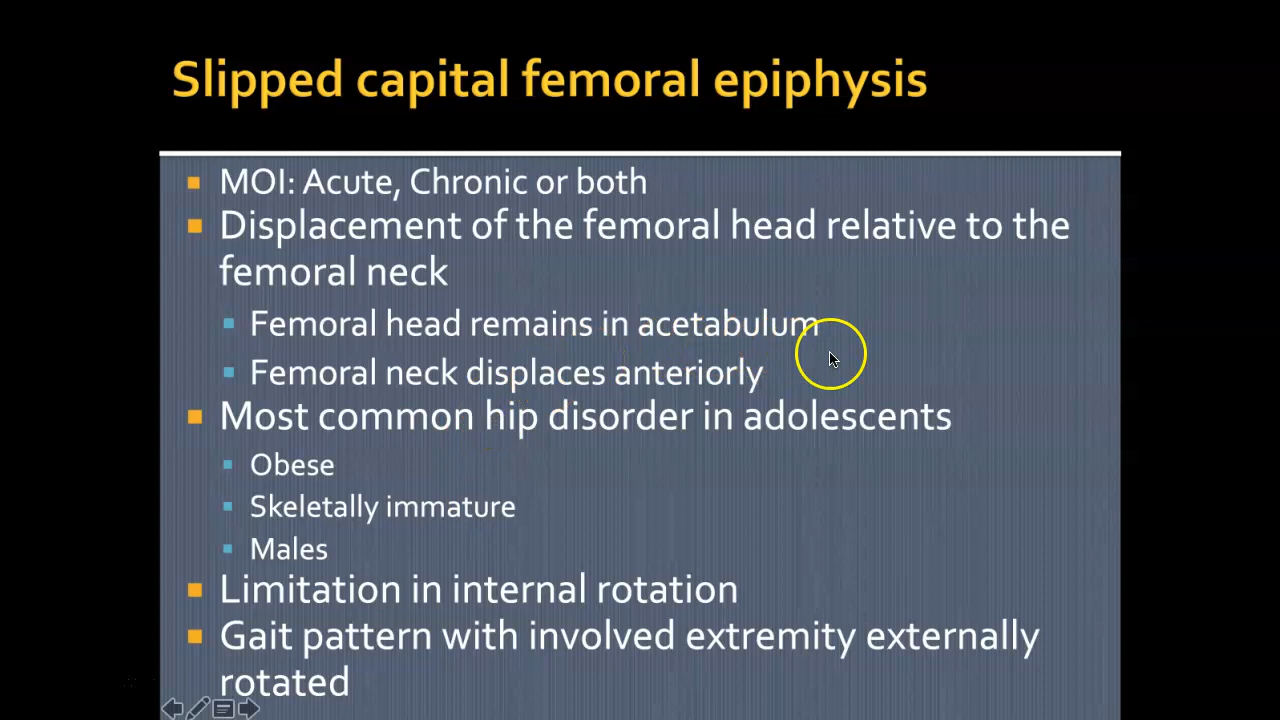 Slipped capital femoral epiphysis
MOI: Acute, Chronic or both
Displacement of the femoral head relative to the
femoral neck
Femoral head remains in acetabulum
Femoral neck displaces anteriorly
Most common hip disorder in adolescents
Obese
Skeletally immature
Males
Limitation in internal rotation
Gait pattern with involved extremity externally
rotated